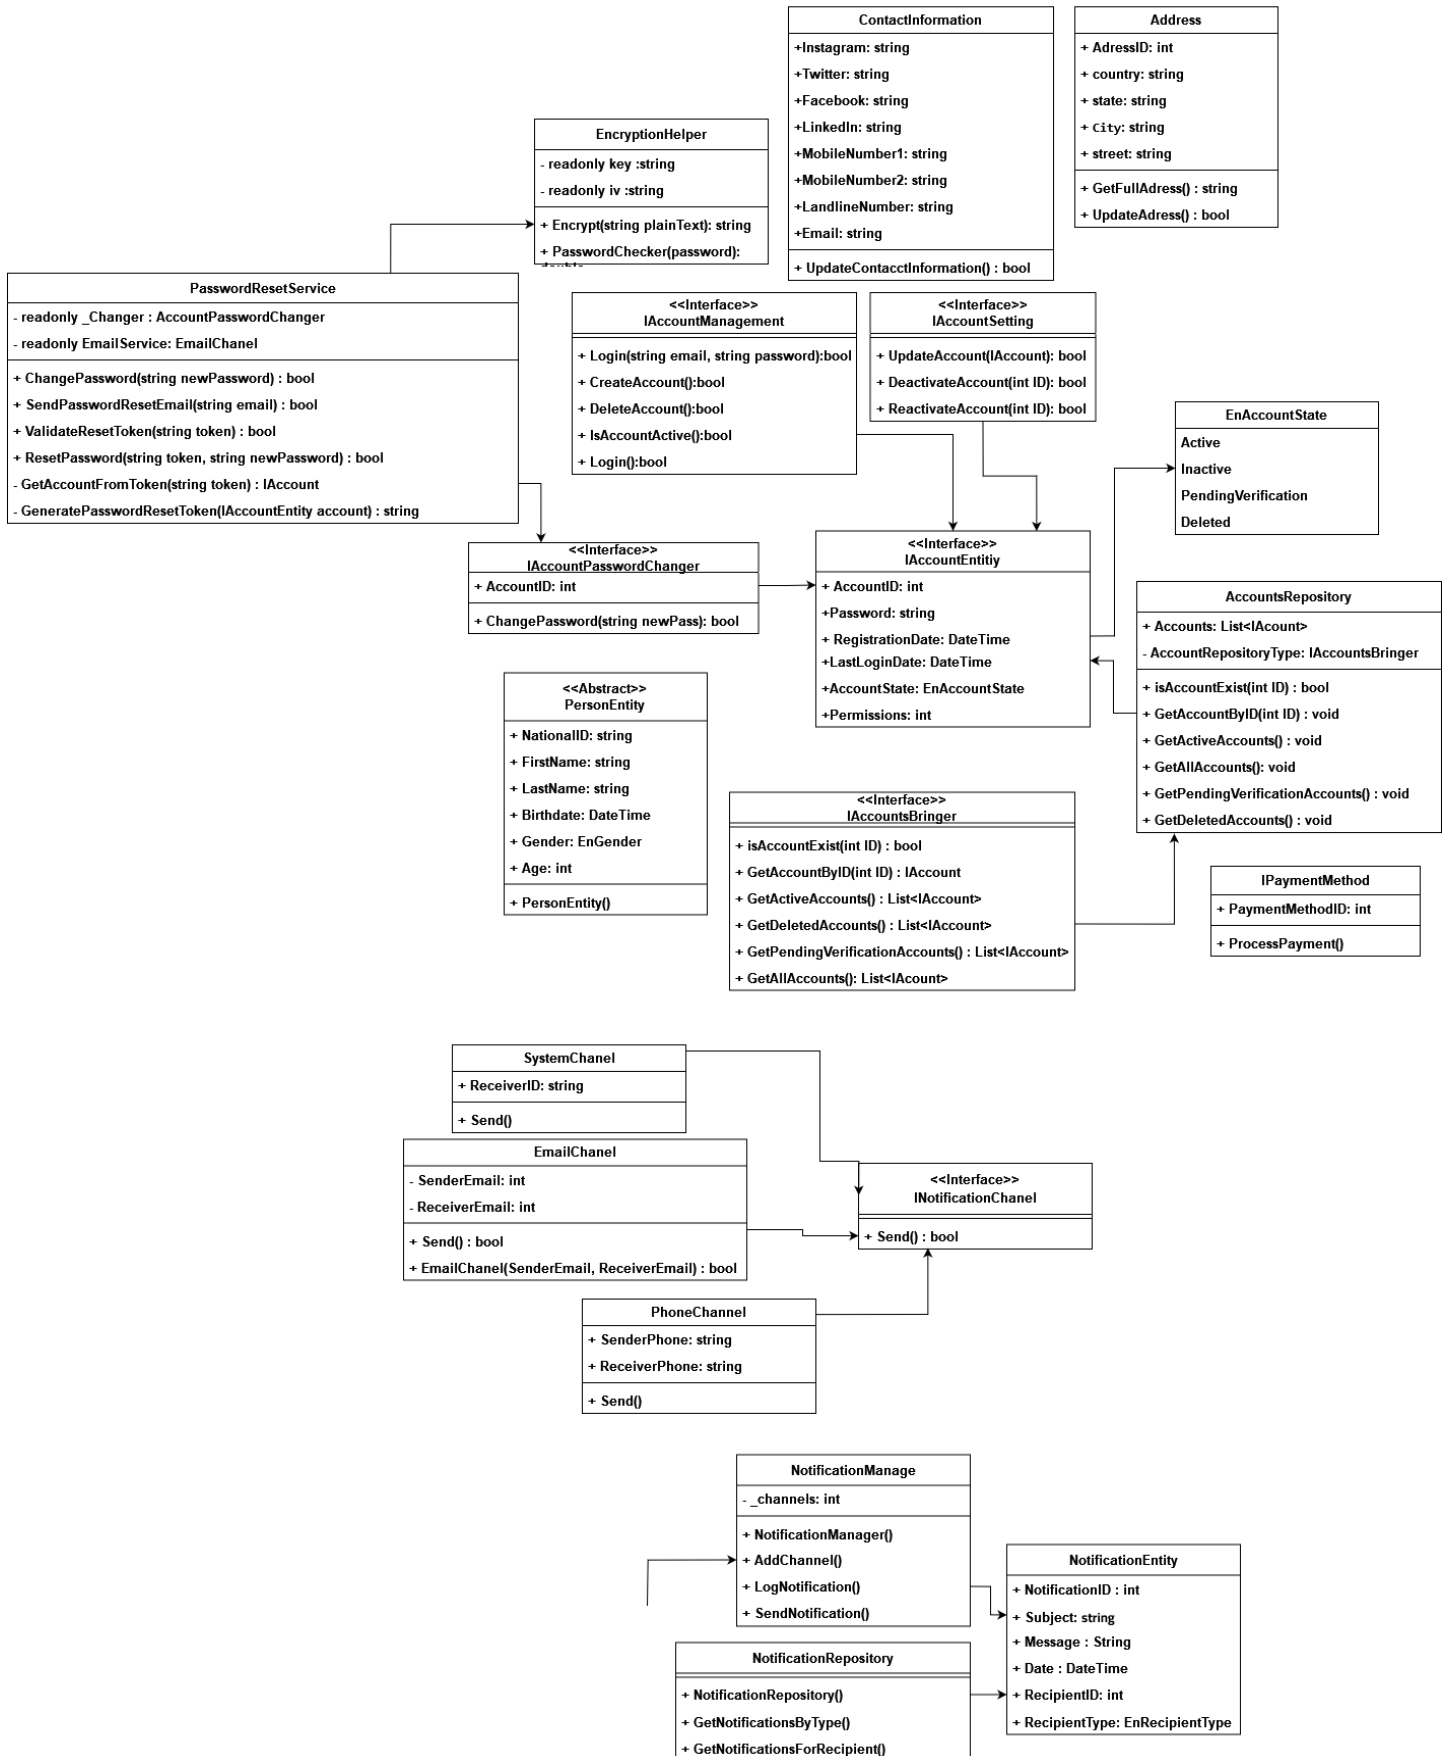 ContactInformation
+Instagram: string
+Twitter: string
+Facebook: string
+LinkedIn: string
+MobileNumber1: string
+MobileNumber2: string
+LandlineNumber: string
+Email: string
+ UpdateContacctInformation() : bool
Address
+ AdressID: int
+ country: string
+ state: string
+ City: string
+ street: string
+ GetFullAdress() : string
+ UpdateAdress() : bool
EncryptionHelper
- readonly key :string
- readonly iv :string
+ Encrypt(string plainText): string
+ PasswordChecker(password):
PasswordResetService
- readonly _Changer : AccountPasswordChanger
- readonly EmailService: EmailChanel
+ ChangePassword(string newPassword) : bool
+ SendPasswordResetEmail(string email) : bool
+ ValidateResetToken(string token) : bool
+ ResetPassword(string token, string newPassword) : bool
- GetAccountFromToken(string token) : IAccount
- GeneratePasswordResetToken(IAccountEntity account) : string
<<Interface>>
IAccountManagement
+ Login(string email, string password):bool
+ CreateAccount():bool
+ DeleteAccount():bool
+ IsAccountActive():bool
+ Login():bool
<<Interface>>
IAccountSetting
+ UpdateAccount(IAccount): bool
+ DeactivateAccount(int ID): bool
+ ReactivateAccount(int ID): bool
EnAccountState
Active
Inactive
PendingVerification
Deleted
<<Interface>>
IAccountPasswordChanger
+ AccountID: int
+ ChangePassword(string newPass): bool
<<Interface>>
IAccountEntitiy
+ AccountID: int
+Password: string
+ RegistrationDate: DateTime
+LastLoginDate: DateTime
+AccountState: EnAccountState
+Permissions: int
AccountsRepository
+ Accounts: List<IAcount>
- AccountRepositoryType: IAccountsBringer
+ isAccountExist(int ID) : bool
+ GetAccountByID(int ID) : void
+ GetActiveAccounts() : void
+ GetAllAccounts(): void
+ GetPendingVerificationAccounts() : void
+ GetDeletedAccounts() : void
<<Abstract>>
PersonEntity
+ NationalID: string
+ FirstName: string
+ LastName: string
+ Birthdate: DateTime
+ Gender: EnGender
+ Age: int
+ PersonEntity()
<<Interface>>
IAccountsBringer
+ isAccountExist(int ID) : bool
+ GetAccountByID(int ID) : IAccount
+ GetActiveAccounts() : List<IAccount>
+ GetDeletedAccounts() : List<IAccount>
+ GetPendingVerificationAccounts() : List<IAccount>
+ GetAllAccounts(): List<IAcount>
IPaymentMethod
+ PaymentMethodID: int
+ ProcessPayment()
SystemChanel
+ ReceiverID: string
+ Send()
EmailChanel
- SenderEmail: int
- ReceiverEmail: int
+ Send() : bool
+ EmailChanel(SenderEmail, ReceiverEmail) : bool
<<Interface>>
INotificationChanel
+ Send() : bool
PhoneChannel
+ SenderPhone: string
+ ReceiverPhone: string
+ Send()
NotificationManage
- _channels: int
+ NotificationManager()
+ AddChannel()
+ LogNotification()
+ SendNotification()
NotificationEntity
+ NotificationID : int
+ Subject: string
+ Message : String
+ Date : DateTime
+ RecipientID: int
+ RecipientType: EnRecipientType
NotificationRepository
+ NotificationRepository()
+ GetNotificationsByType()
+ GetNotificationsForRecipient()